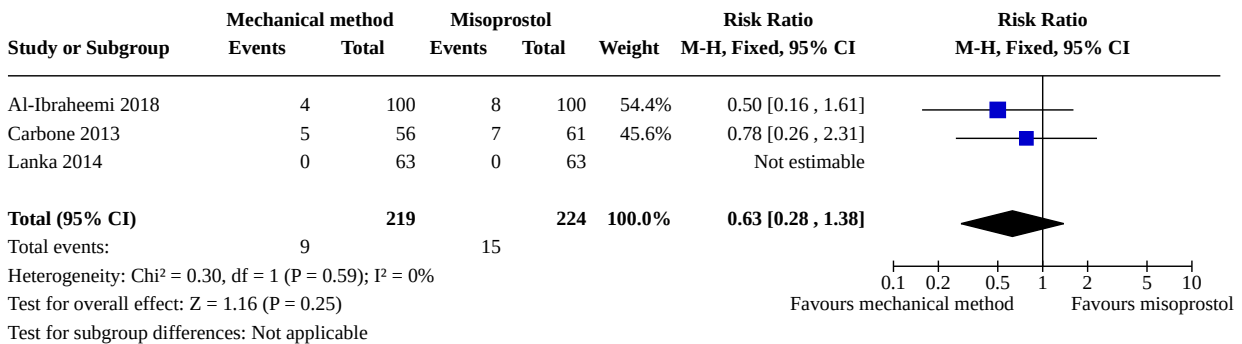 Mechanical method Misoprostol Risk Ratio Risk Ratio
Study or Subgroup Events Total Events Total Weight M-H, Fixed, 95% CI M-H, Fixed, 95% CI
Al-Ibraheemi 2018 4 100 8 100 54.4% 0.50 [0.16 , 1.61]
Carbone 2013 5 56 7 61 45.6% 0.78 [0.26 , 2.31]
Lanka 2014 0 63 0 63 Not estimable
Total (95% CI) 219 224 100.0% 0.63 [0.28 , 1.38]
Total events: 9 15
Heterogeneity: Chi² = 0.30, df = 1 (P = 0.59); I² = 0%
0.1 0.2 0.5 1 2 5 10
Test for overall effect: Z = 1.16 (P = 0.25)
Favours mechanical method Favours misoprostol
Test for subgroup differences: Not applicable